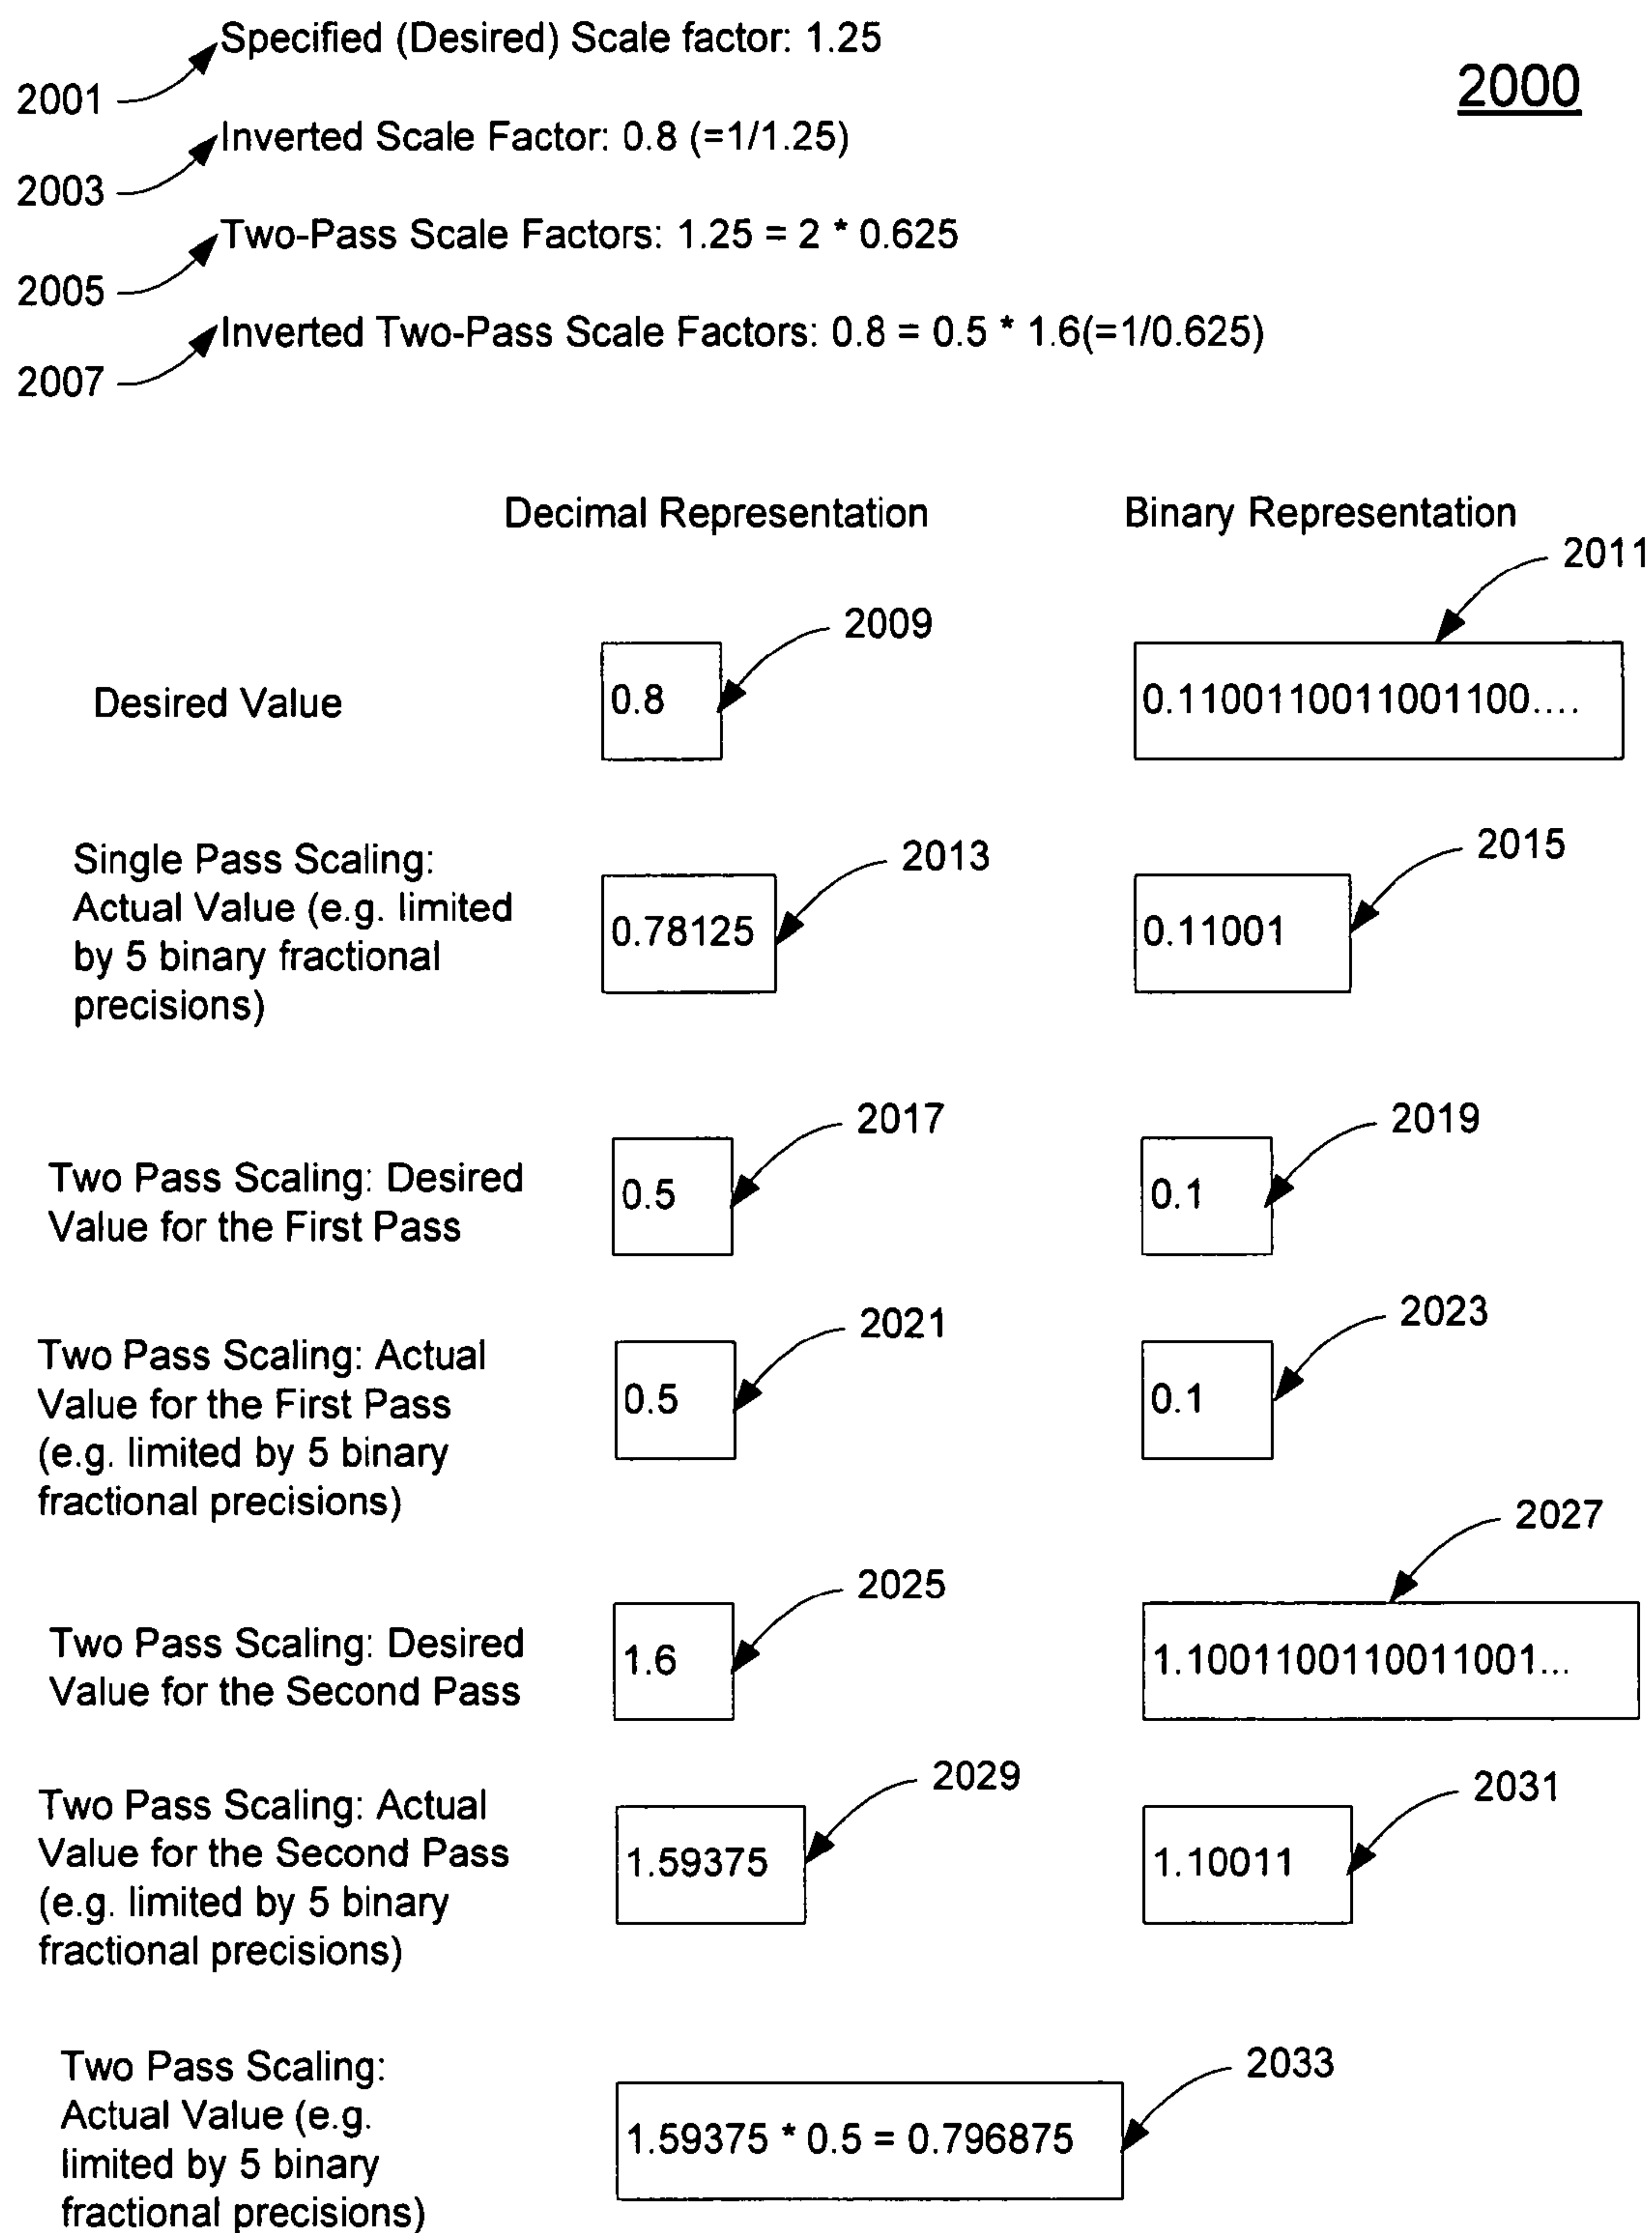 Specified (Desired) Scale factor: 1.25
2000
2001
Inverted Scale Factor: 0.8 (=1/1.25)
2003
Two-Pass Scale Factors: 1.25 = 2 * 0.625
2005
Inverted Two-Pass Scale Factors: 0.8 = 0.5 * 1.6(=1/0.625)
2007
Decimal Representation
Binary Representation
2011
2009
Desired Value
0.8
0.1100110011001100....
Single Pass Scaling:
Actual Value (e.g. limited
by 5 binary fractional
precisions)
2013
0.78125
2015
0.11001
2017
2019
Two Pass Scaling: Desired
Value for the First Pass
0.5
0.1
2021
2023
Two Pass Scaling: Actual
Value for the First Pass
(e.g. limited by 5 binary
fractional precisions)
0.5
0.1
2027
2025
Two Pass Scaling: Desired
Value for the Second Pass
1.6
1.1001100110011001...
2029
2031
Two Pass Scaling: Actual
Value for the Second Pass
(e.g. limited by 5 binary
fractional precisions)
1.59375
1.10011
2033
Two Pass Scaling:
Actual Value (e.g.
limited by 5 binary
fractional precisions)
1.59375 * 0.5 = 0.796875